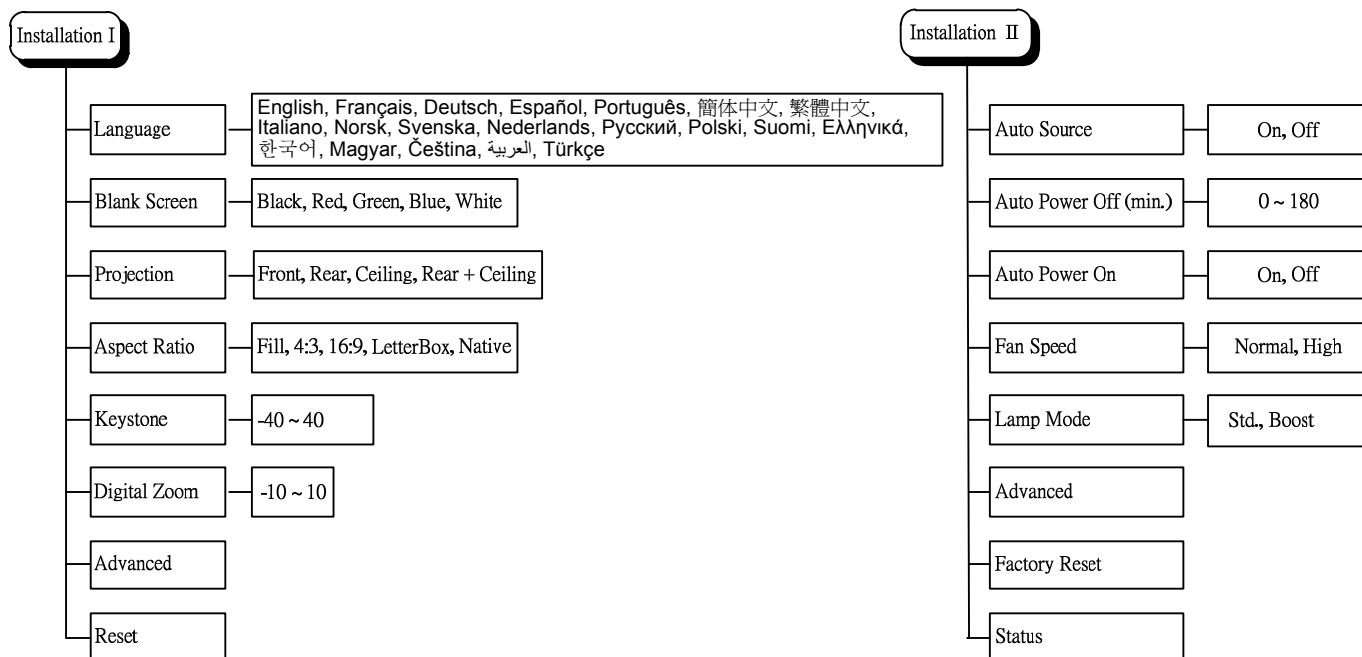 Installation I
Language
English, Français, Deutsch, Español, Português, 簡体中文, 繁體中文,
Italiano, Norsk, Svenska, Nederlands, Русский, Polski, Suomi, Ελληνικά,
한국어, Magyar, Čeština, العربية, Türkçe
Blank Screen
Black, Red, Green, Blue, White
Projection
Front, Rear, Ceiling, Rear + Ceiling
Aspect Ratio
Fill, 4:3, 16:9, LetterBox, Native
Keystone
-40 ~ 40
Digital Zoom
-10 ~ 10
Advanced
Reset
Installation II
Auto Source
On, Off
Auto Power Off (min.)
0 ~ 180
Auto Power On
On, Off
Fan Speed
Normal, High
Lamp Mode
Std., Boost
Advanced
Factory Reset
Status